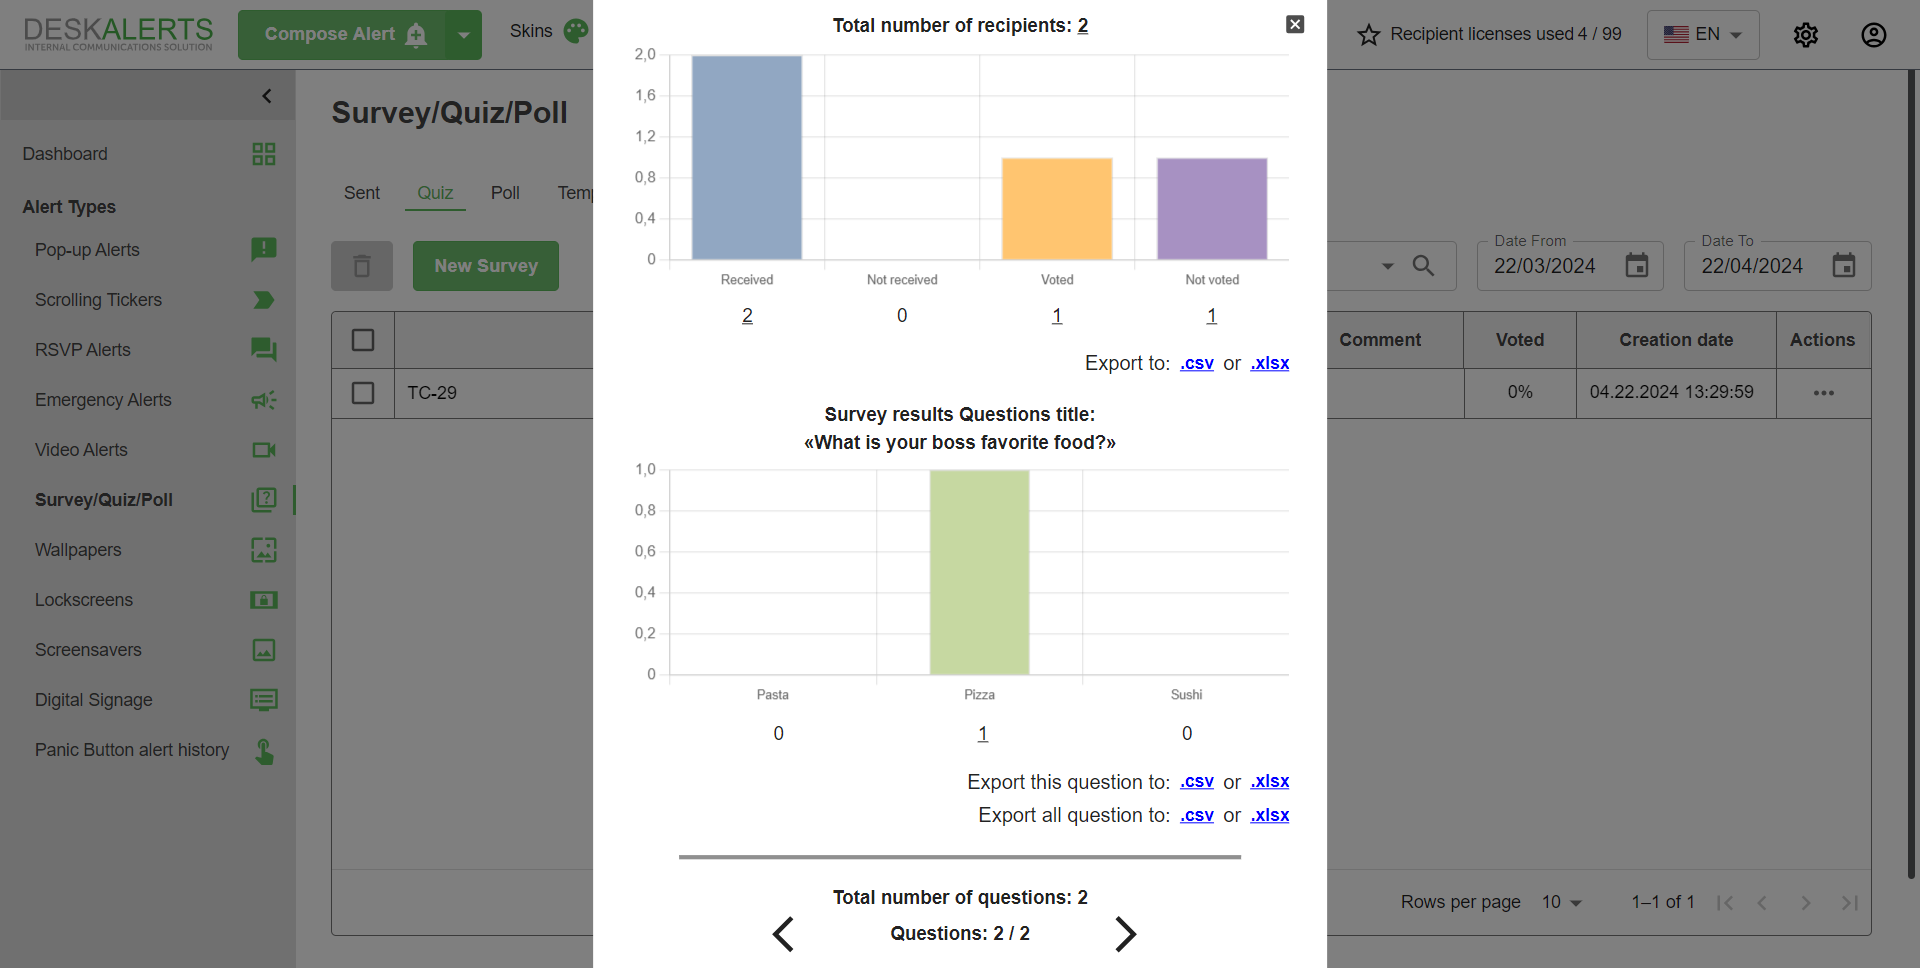 DESKALERTS
INTERNAL COMMUNICATIONS SOLUTION
Compose Alert
Skins
Recipient licenses used 4 / 99
EN
Dashboard
Alert Types
Pop-up Alerts
Scrolling Tickers
RSVP Alerts
Emergency Alerts
Video Alerts
Survey/Quiz/Poll
Wallpapers
Lockscreens
Screensavers
Digital Signage
Panic Button alert history
Survey/Quiz/Poll
Sent Quiz Poll Temp
New Survey
Date From
22/03/2024
Date To
22/04/2024
Comment Voted Creation date Actions
TC-29 0% 04.22.2024 13:29:59
Rows per page 10 1–1 of 1
Total number of recipients: 2
2,0
1,6
1,2
0,8
0,4
0
Received Not received Voted Not voted
2 0 1 1
Export to: .csv or .xlsx
Survey results Questions title:
«What is your boss favorite food?»
1,0
0,8
0,6
0,4
0,2
0
Pasta Pizza Sushi
0 1 0
Export this question to: .csv or .xlsx
Export all question to: .csv or .xlsx
Total number of questions: 2
Questions: 2 / 2